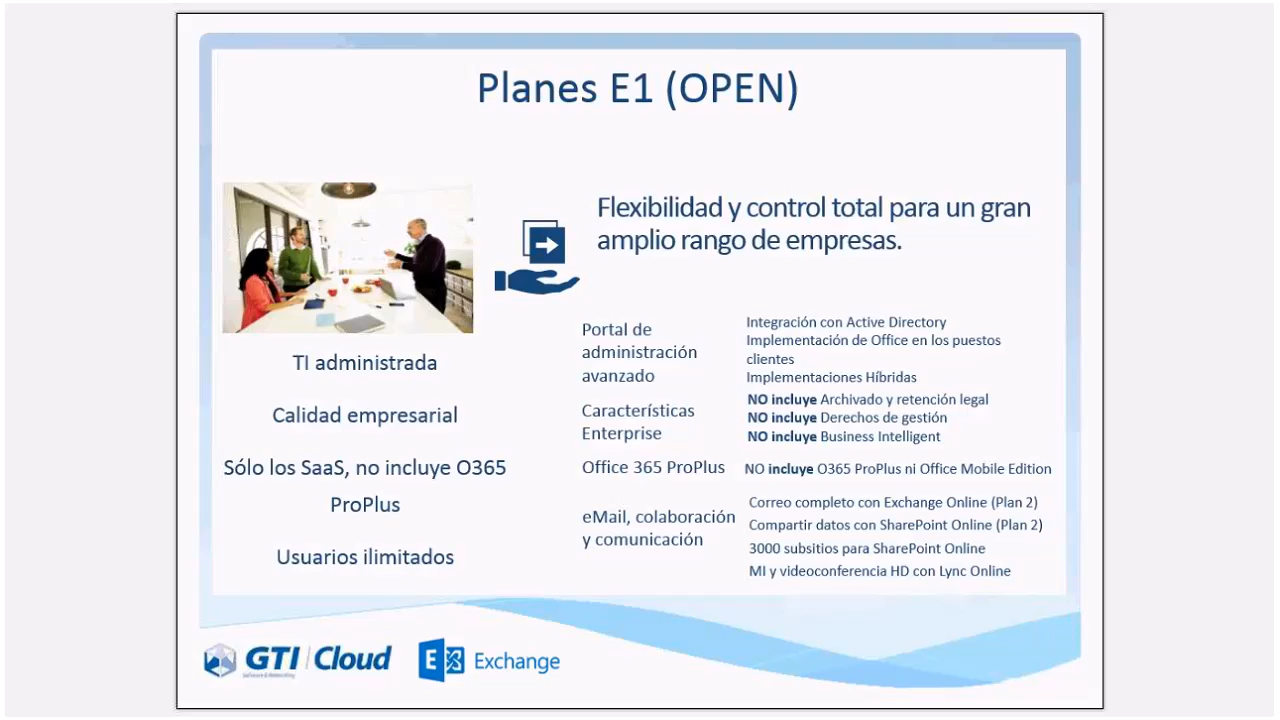 Planes E1 (OPEN)
Flexibilidad y control total para un gran
amplio rango de empresas.
TI administrada
Calidad empresarial
Sólo los SaaS, no incluye O365
ProPlus
Usuarios ilimitados
Portal de
administración
avanzado
Integración con Active Directory
Implementación de Office en los puestos
clientes
Implementaciones Híbridas
Características
Enterprise
NO incluye Archivado y retención legal
NO incluye Derechos de gestión
NO incluye Business Intelligent
Office 365 ProPlus
NO incluye O365 ProPlus ni Office Mobile Edition
eMail, colaboración
y comunicación
Correo completo con Exchange Online (Plan 2)
Compartir datos con SharePoint Online (Plan 2)
3000 subsitios para SharePoint Online
MI y videoconferencia HD con Lync Online
GTI Cloud
Software & Networking
E Exchange